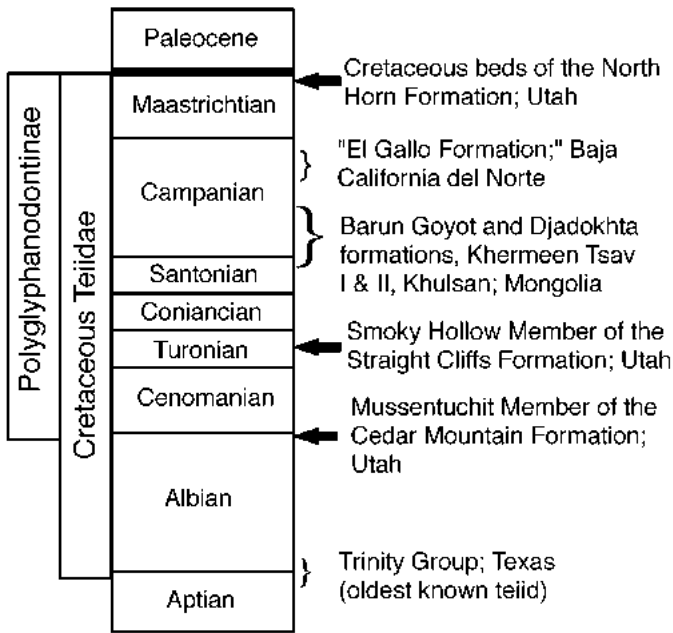 Paleocene
Cretaceous beds of the North
Horn Formation; Utah
Maastrichtian
"El Gallo Formation;" Baja
California del Norte
Campanian
Barun Goyot and Djadokhta
formations, Khermeen Tsav
I & II, Khulsan; Mongolia
Santonian
Coniancian
Smoky Hollow Member of the
Straight Cliffs Formation; Utah
Turonian
Cenomanian
Mussentuchit Member of the
Cedar Mountain Formation;
Utah
Albian
Trinity Group; Texas
(oldest known teiid)
Aptian
Polyglyphanodontinae
Cretaceous Teiidae